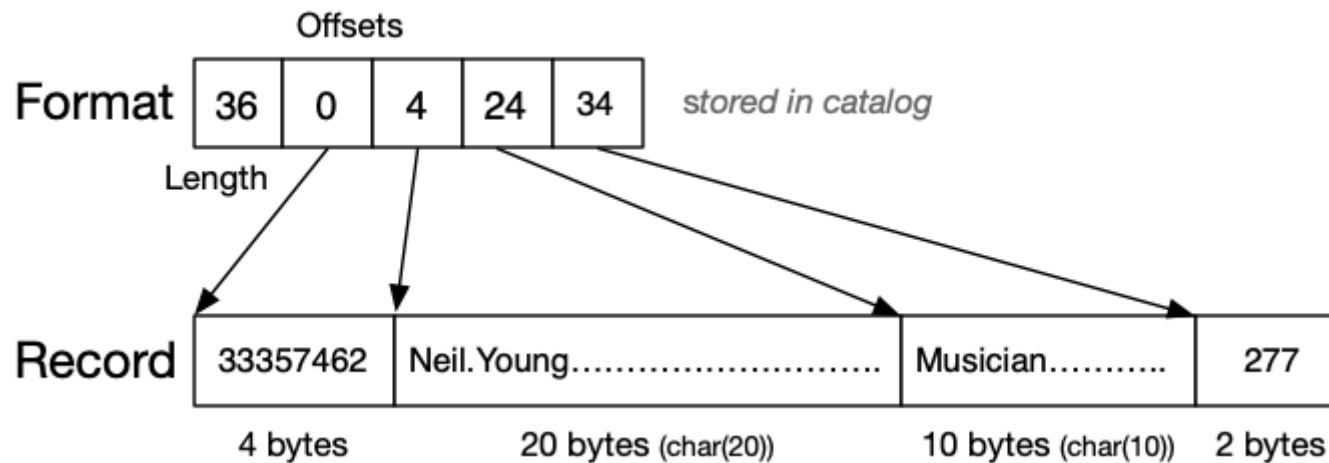 Offsets
Format 36 0 4 24 34 stored in catalog
Length
Record 33357462 Neil.Young............................ Musician........... 277
4 bytes 20 bytes (char(20)) 10 bytes (char(10)) 2 bytes